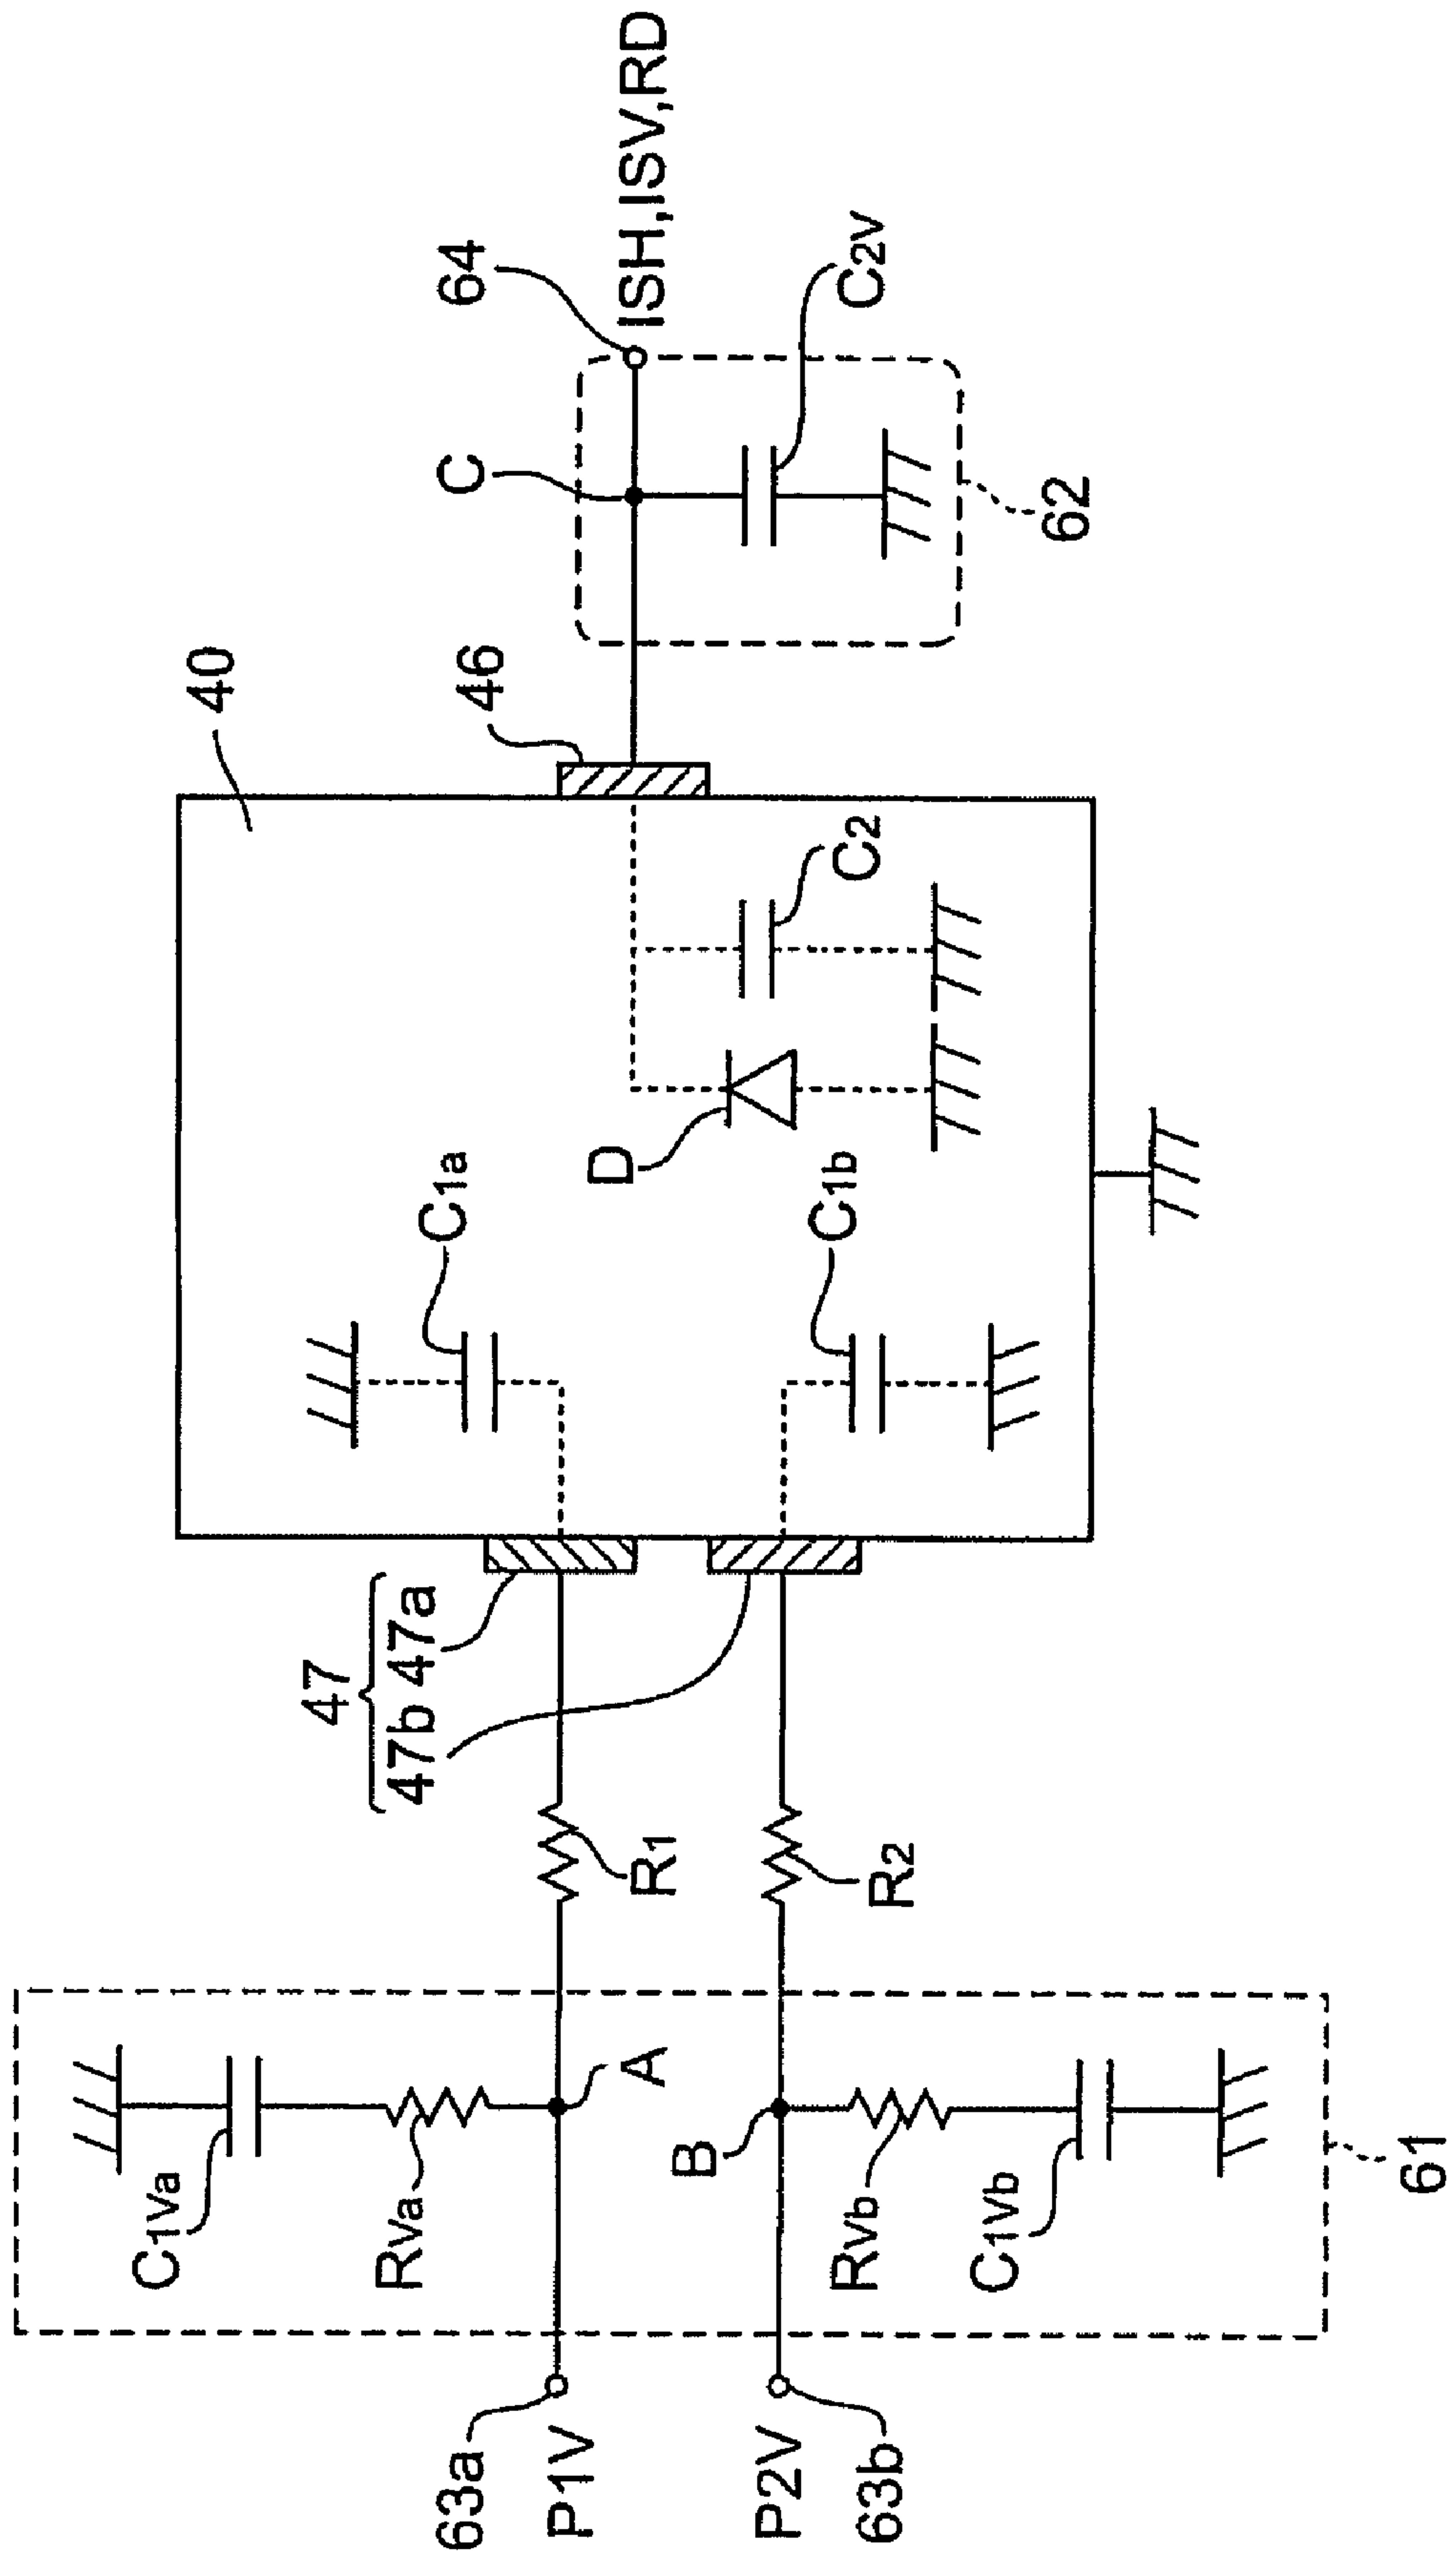 40
64
C
ISH,ISV,RD
46
C2V
62
C2
D
C1a
C1b
47
47b 47a
R1
R2
C1Va
RVa
A
B
RVb
C1Vb
61
63a
P1V
P2V
63b